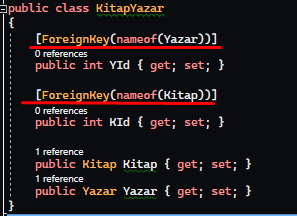 public class KitapYazar
{
[ForeignKey(nameof(Yazar))]
0 references
public int YId { get; set; }
[ForeignKey(nameof(Kitap))]
0 references
public int KId { get; set; }
1 reference
public Kitap Kitap { get; set; }
1 reference
public Yazar Yazar { get; set; }
}